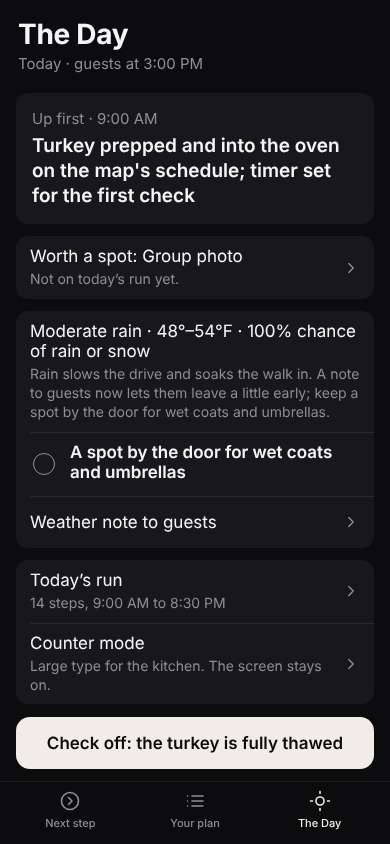 The Day
Today · guests at 3:00 PM
Up first · 9:00 AM
Turkey prepped and into the oven
on the map's schedule; timer set
for the first check
Worth a spot: Group photo
Not on today’s run yet.
Moderate rain · 48°–54°F · 100% chance
of rain or snow
Rain slows the drive and soaks the walk in. A note
to guests now lets them leave a little early; keep a
spot by the door for wet coats and umbrellas.
A spot by the door for wet coats
and umbrellas
Weather note to guests
Today’s run
14 steps, 9:00 AM to 8:30 PM
Counter mode
Large type for the kitchen. The screen stays
on.
Check off: the turkey is fully thawed
Next step
Your plan
The Day